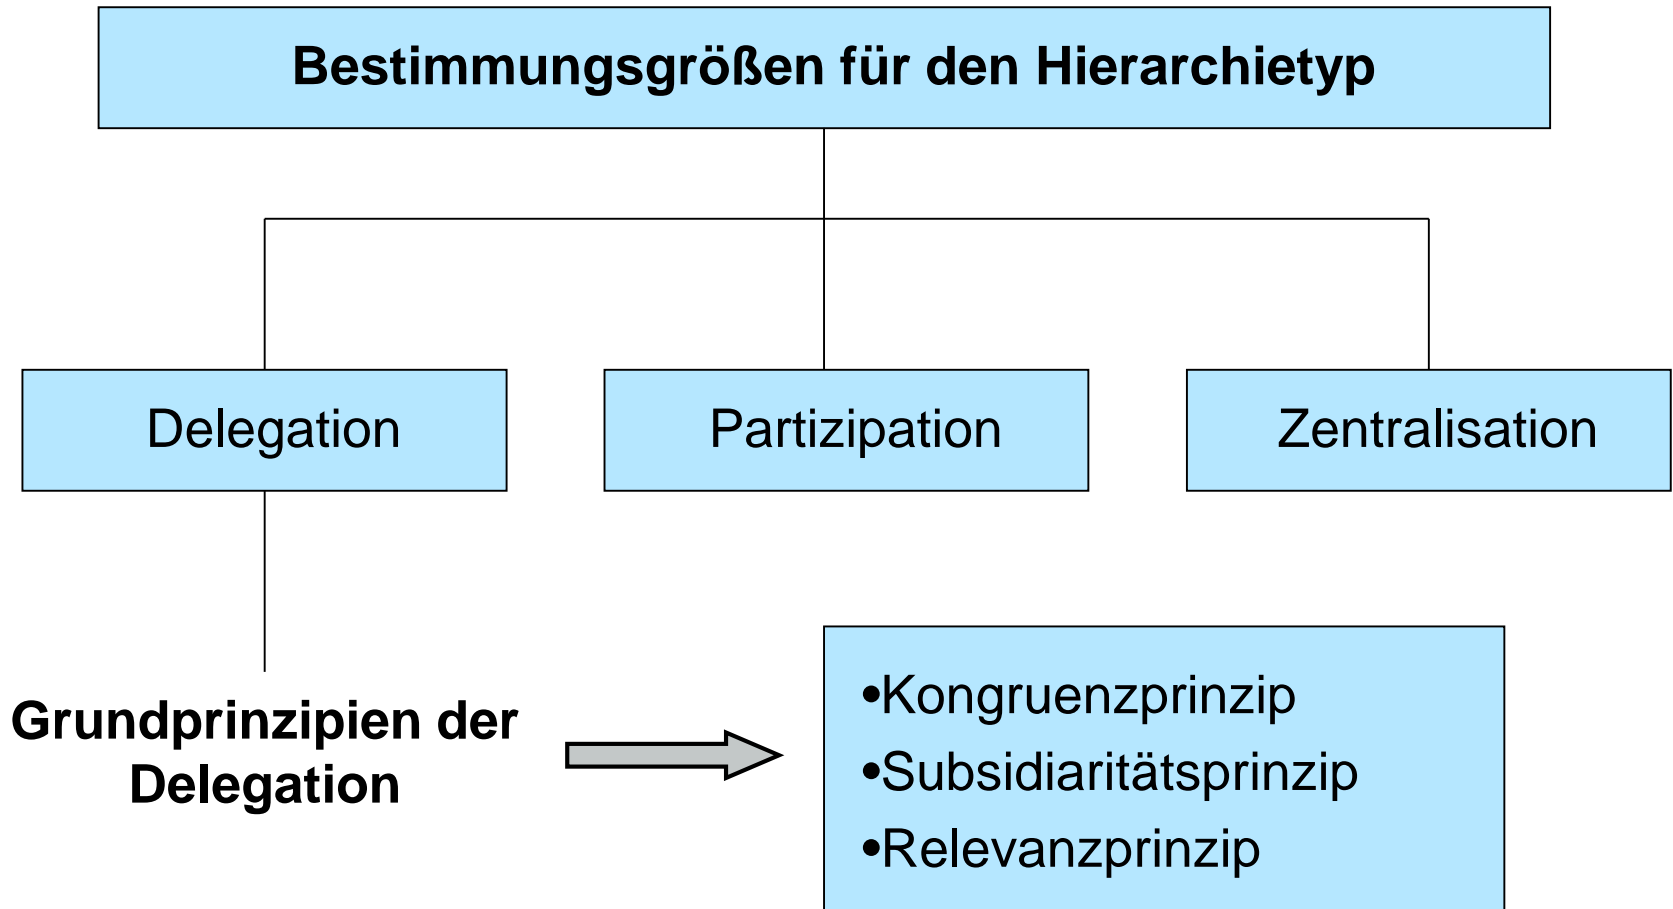 Bestimmungsgrößen für den Hierarchietyp
Delegation
Partizipation
Zentralisation
Grundprinzipien der
Delegation
•Kongruenzprinzip
•Subsidiaritätsprinzip
•Relevanzprinzip